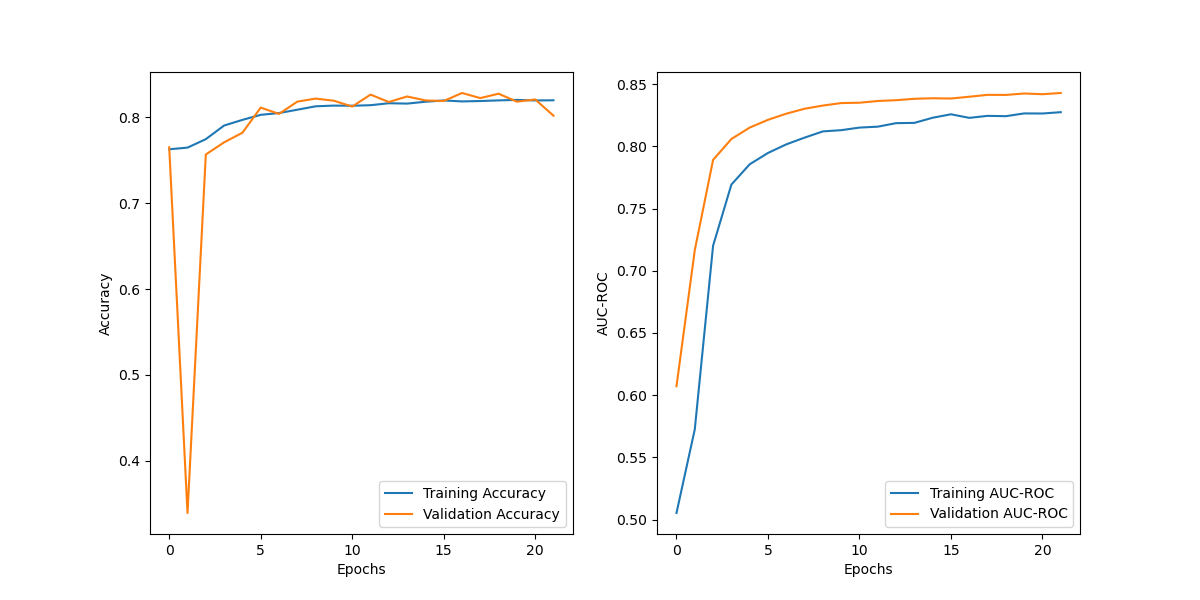 0.8
0.7
0.6
0.5
0.4
Accuracy
0
5
10
15
20
Epochs
Training Accuracy
Validation Accuracy
0.85
0.80
0.75
0.70
0.65
0.60
0.55
0.50
AUC-ROC
0
5
10
15
20
Epochs
Training AUC-ROC
Validation AUC-ROC